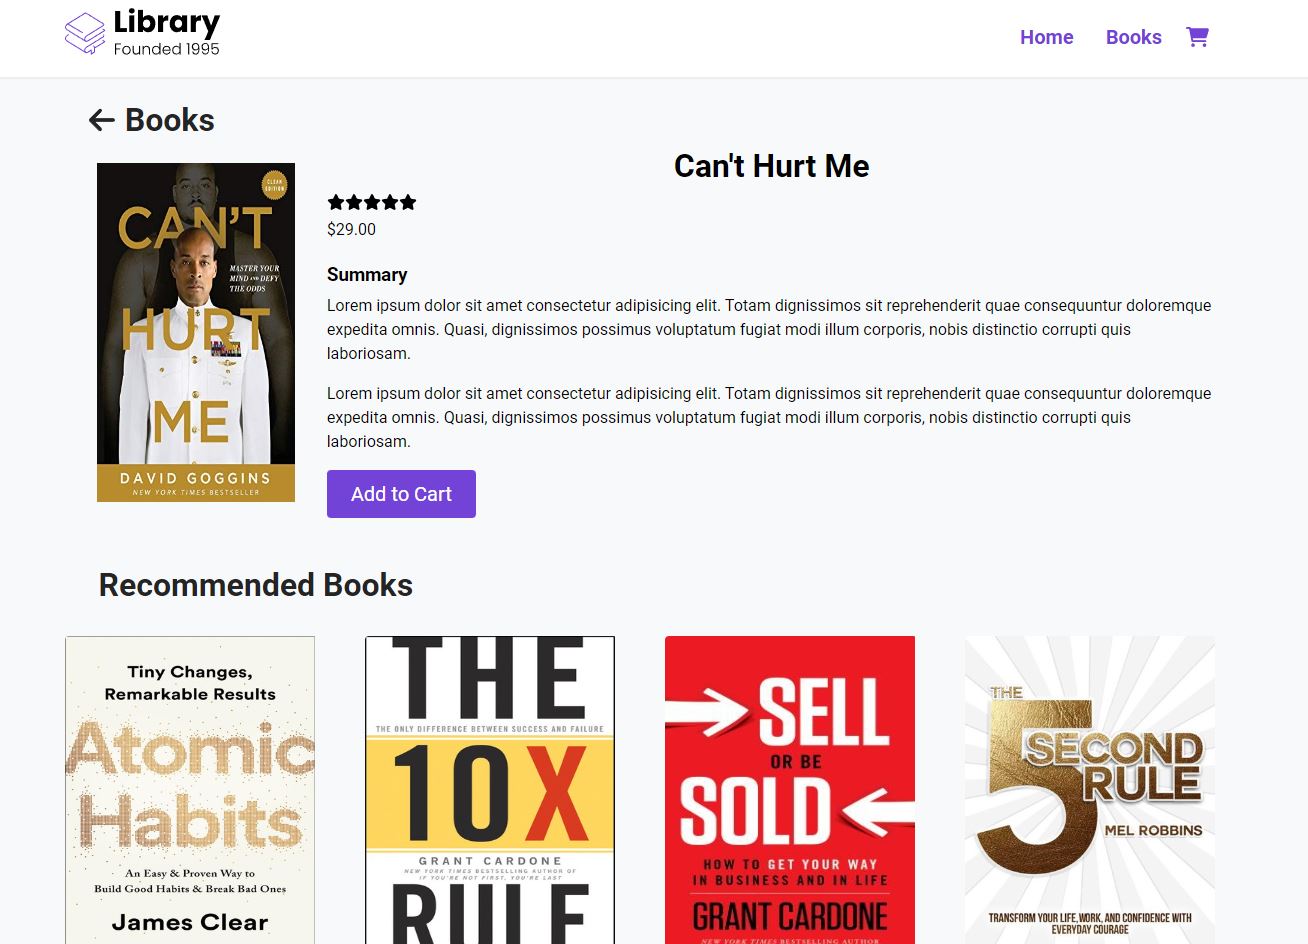 Library
Founded 1995
Home
Books
Books
CLEAN
EDITION
CAN'T
MASTER YOUR
MIND AND DEFY
THE ODDS
HURT
ME
DAVID GOGGINS
NEW YORK TIMES BESTSELLER
Can't Hurt Me
$29.00
Summary
Lorem ipsum dolor sit amet consectetur adipisicing elit. Totam dignissimos sit reprehenderit quae consequuntur doloremque
expedita omnis. Quasi, dignissimos possimus voluptatum fugiat modi illum corporis, nobis distinctio corrupti quis
laboriosam.
Lorem ipsum dolor sit amet consectetur adipisicing elit. Totam dignissimos sit reprehenderit quae consequuntur doloremque
expedita omnis. Quasi, dignissimos possimus voluptatum fugiat modi illum corporis, nobis distinctio corrupti quis
laboriosam.
Add to Cart
Recommended Books
Tiny Changes,
Remarkable Results
Atomic
Habits
An Easy & Proven Way to
Build Good Habits & Break Bad Ones
James Clear
THE
THE ONLY DIFFERENCE BETWEEN SUCCESS AND FAILURE
10X
GRANT CARDONE
NEW YORK TIMES BESTSELLING AUTHOR OF
IF YOU'RE NOT FIRST, YOU'RE LAST
RULE
SELL
OR BE
SOLD
HOW TO GET YOUR WAY
IN BUSINESS AND IN LIFE
GRANT CARDONE
NEW YORK TIMES BESTSELLING AUTHOR
THE
5 SECOND
RULE
MEL ROBBINS
TRANSFORM YOUR LIFE, WORK, AND CONFIDENCE WITH
EVERYDAY COURAGE